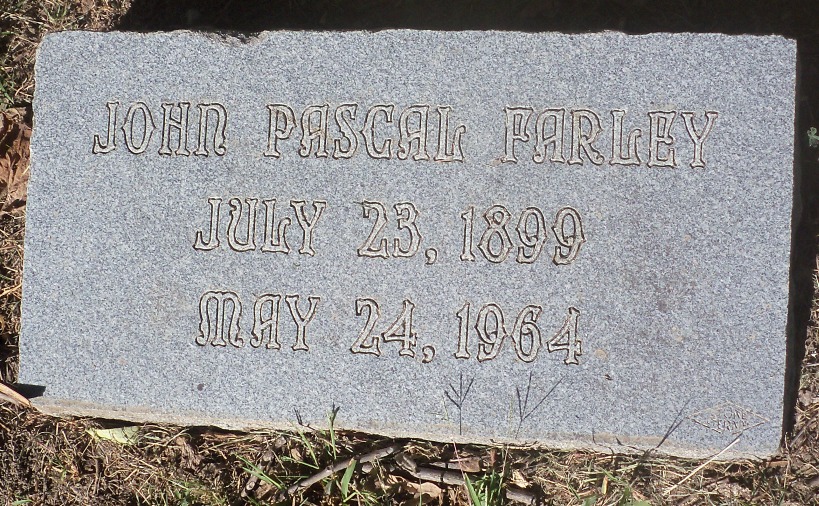 JOHN PASCAL FARLEY
JULY 23, 1899
MAY 24, 1964